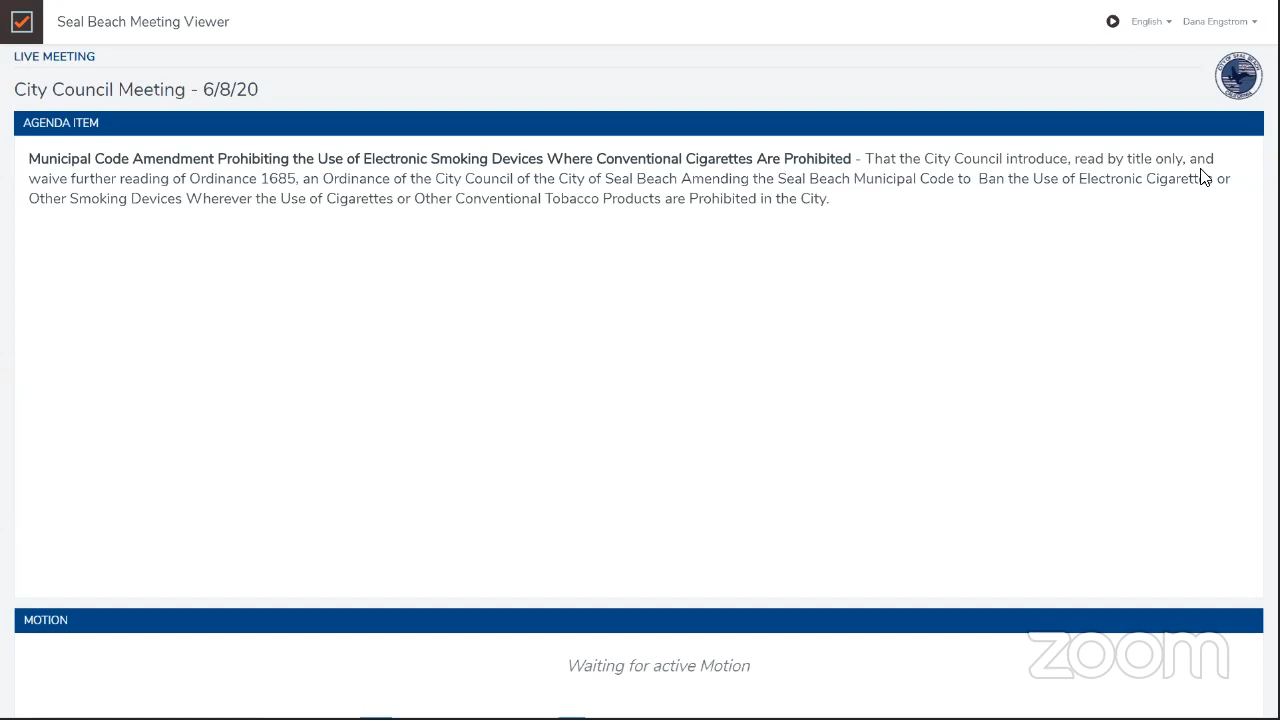 Seal Beach Meeting Viewer
English
Dana Engstrom
LIVE MEETING
City Council Meeting - 6/8/20
AGENDA ITEM
Municipal Code Amendment Prohibiting the Use of Electronic Smoking Devices Where Conventional Cigarettes Are Prohibited - That the City Council introduce, read by title only, and
waive further reading of Ordinance 1685, an Ordinance of the City Council of the City of Seal Beach Amending the Seal Beach Municipal Code to Ban the Use of Electronic Cigarettes or
Other Smoking Devices Wherever the Use of Cigarettes or Other Conventional Tobacco Products are Prohibited in the City.
MOTION
Waiting for active Motion
zoom